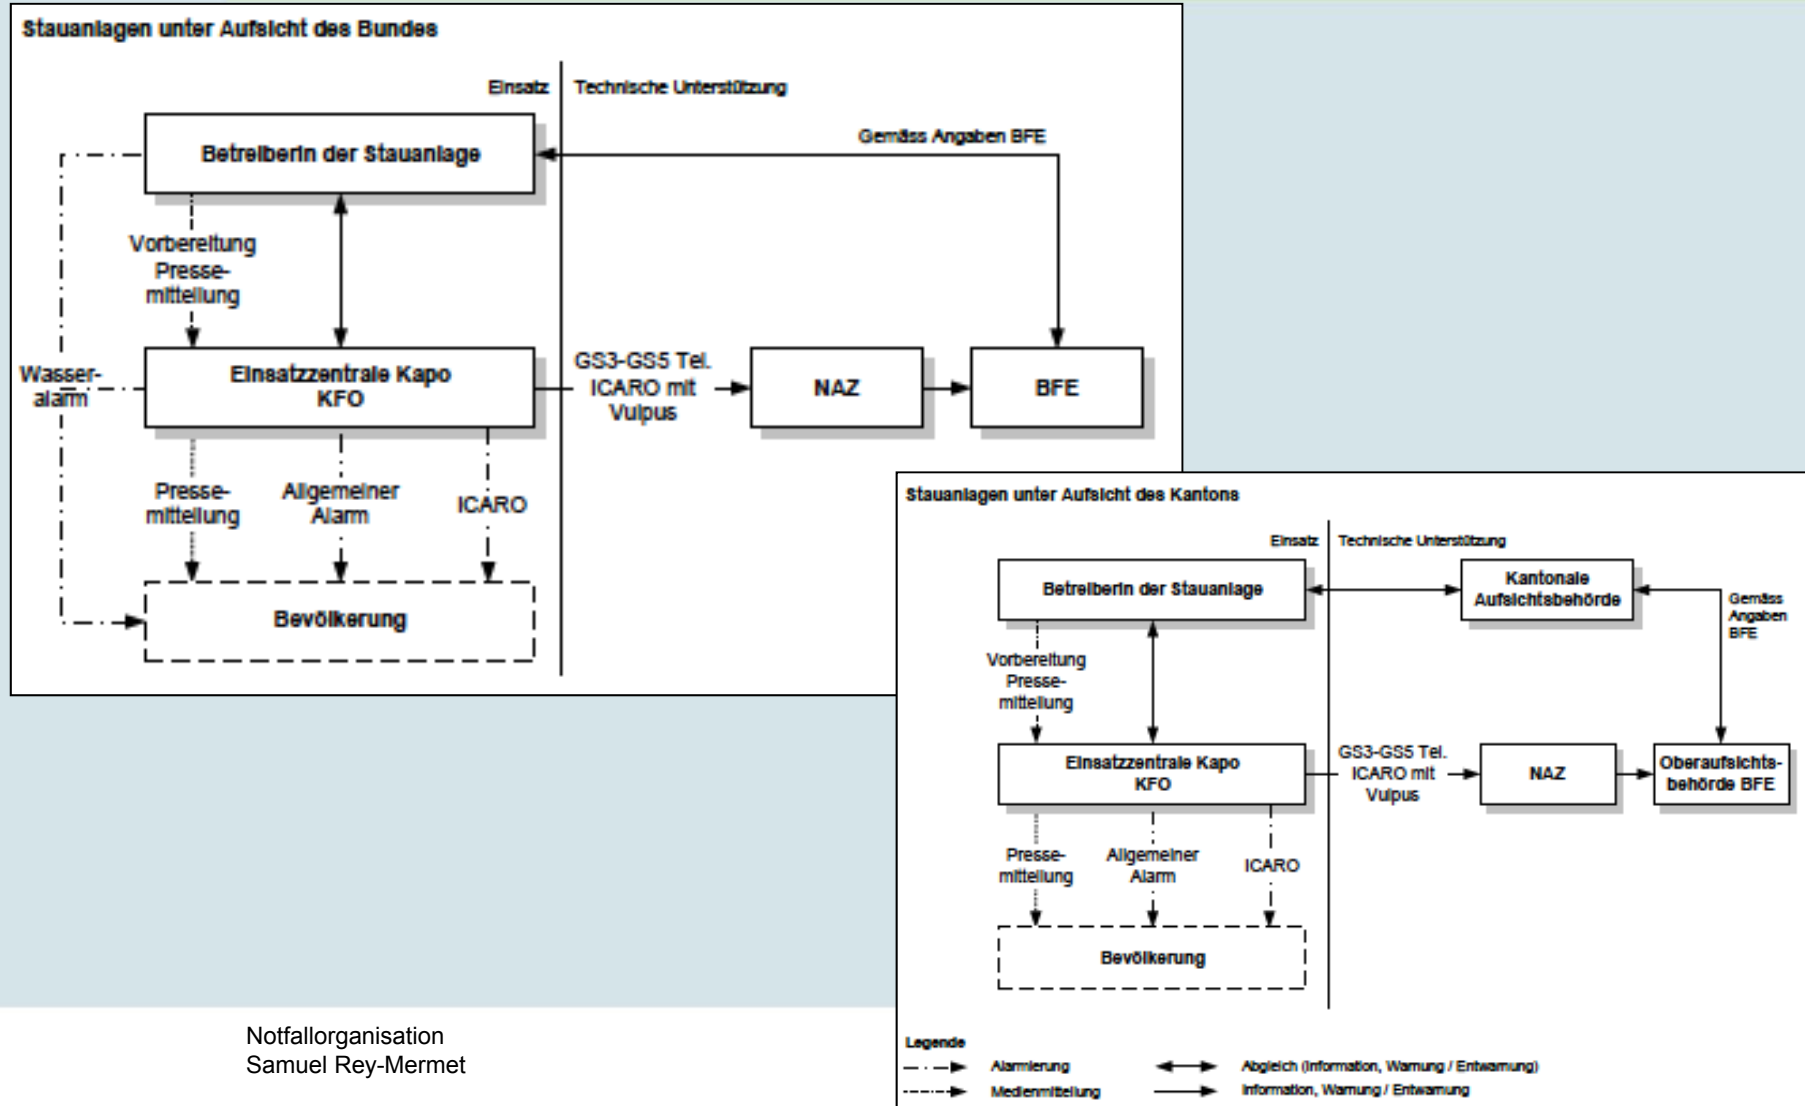 Stauanlagen unter Aufsicht des Bundes
Einsatz
Technische Unterstützung
Betreiberin der Stauanlage
Gemäss Angaben BFE
Vorbereitung
Presse-
mitteilung
Wasser-
alarm
Einsatzzentrale Kapo
KFO
GS3-GS5 Tel.
ICARO mit
Vulpus
NAZ
BFE
Presse-
mitteilung
Allgemeiner
Alarm
ICARO
Bevölkerung
Stauanlagen unter Aufsicht des Kantons
Einsatz
Technische Unterstützung
Betreiberin der Stauanlage
Kantonale
Aufsichtsbehörde
Gemäss
Angaben
BFE
Vorbereitung
Presse-
mitteilung
Einsatzzentrale Kapo
KFO
GS3-GS5 Tel.
ICARO mit
Vulpus
NAZ
Oberaufsichts-
behörde BFE
Presse-
mitteilung
Allgemeiner
Alarm
ICARO
Bevölkerung
Legende
Alarmierung
Abgleich (Information, Warnung / Entwarnung)
Medienmitteilung
Information, Warnung / Entwarnung
Notfallorganisation
Samuel Rey-Mermet